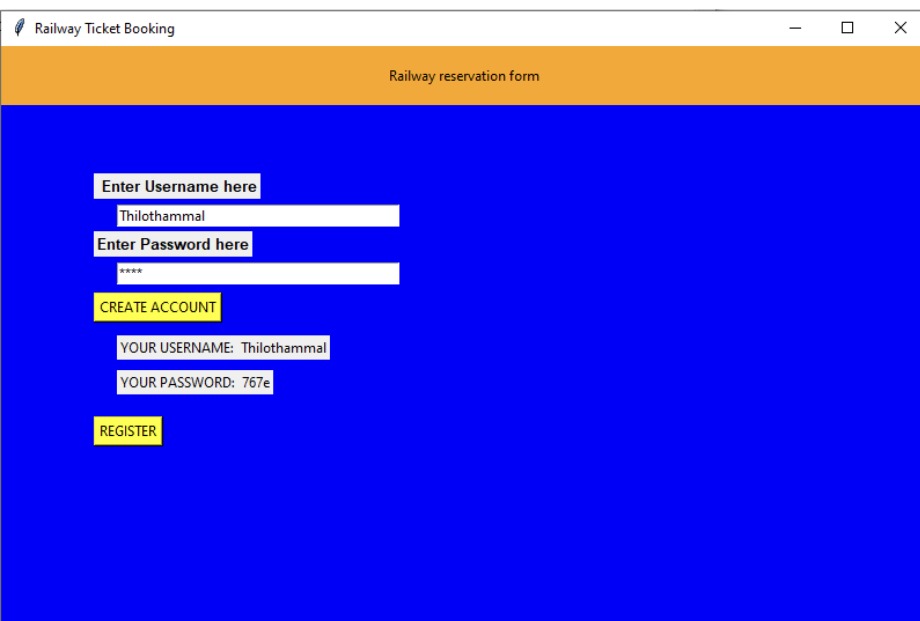 Railway Ticket Booking
Railway reservation form
Enter Username here
Thilothammal
Enter Password here
****
CREATE ACCOUNT
YOUR USERNAME: Thilothammal
YOUR PASSWORD: 767e
REGISTER